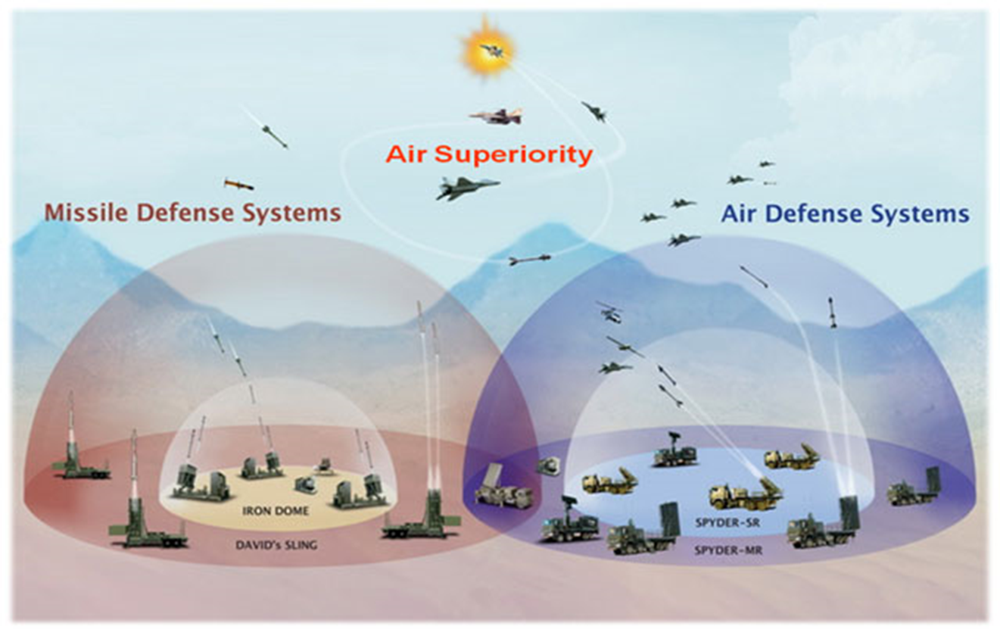 Air Superiority
Missile Defense Systems
Air Defense Systems
IRON DOME
DAVID's SLING
SPYDER-SR
SPYDER-MR